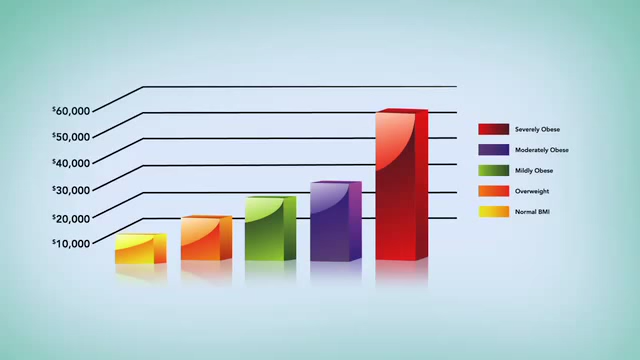 $60,000
$50,000
$40,000
$30,000
$20,000
$10,000
Severely Obese
Moderately Obese
Mildly Obese
Overweight
Normal BMI